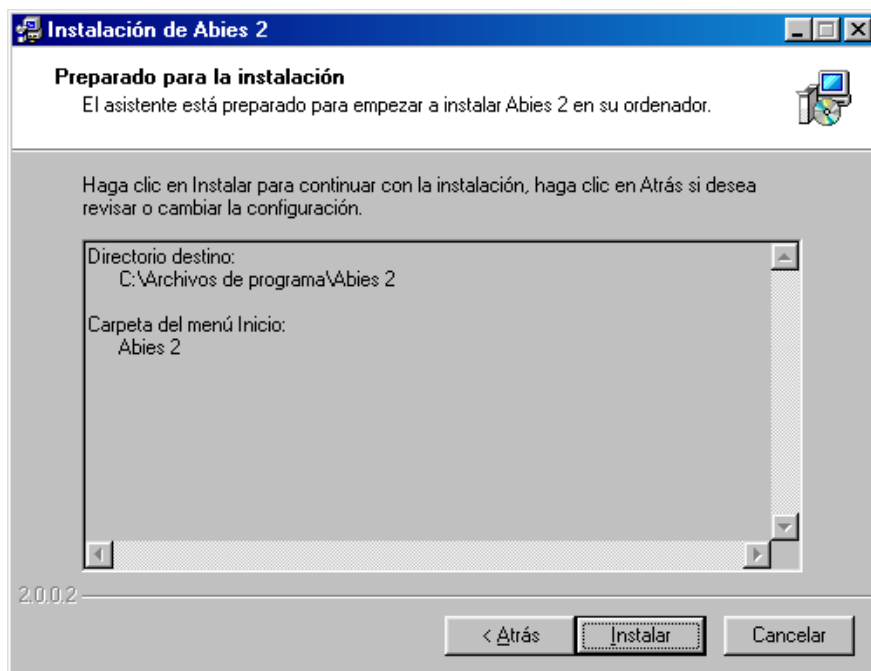 Instalación de Abies 2
Preparado para la instalación
El asistente está preparado para empezar a instalar Abies 2 en su ordenador.
Haga clic en Instalar para continuar con la instalación, haga clic en Atrás si desea
revisar o cambiar la configuración.
Directorio destino:
C:\Archivos de programa\Abies 2
Carpeta del menú Inicio:
Abies 2
2.0.0.2
< Atrás
Instalar
Cancelar